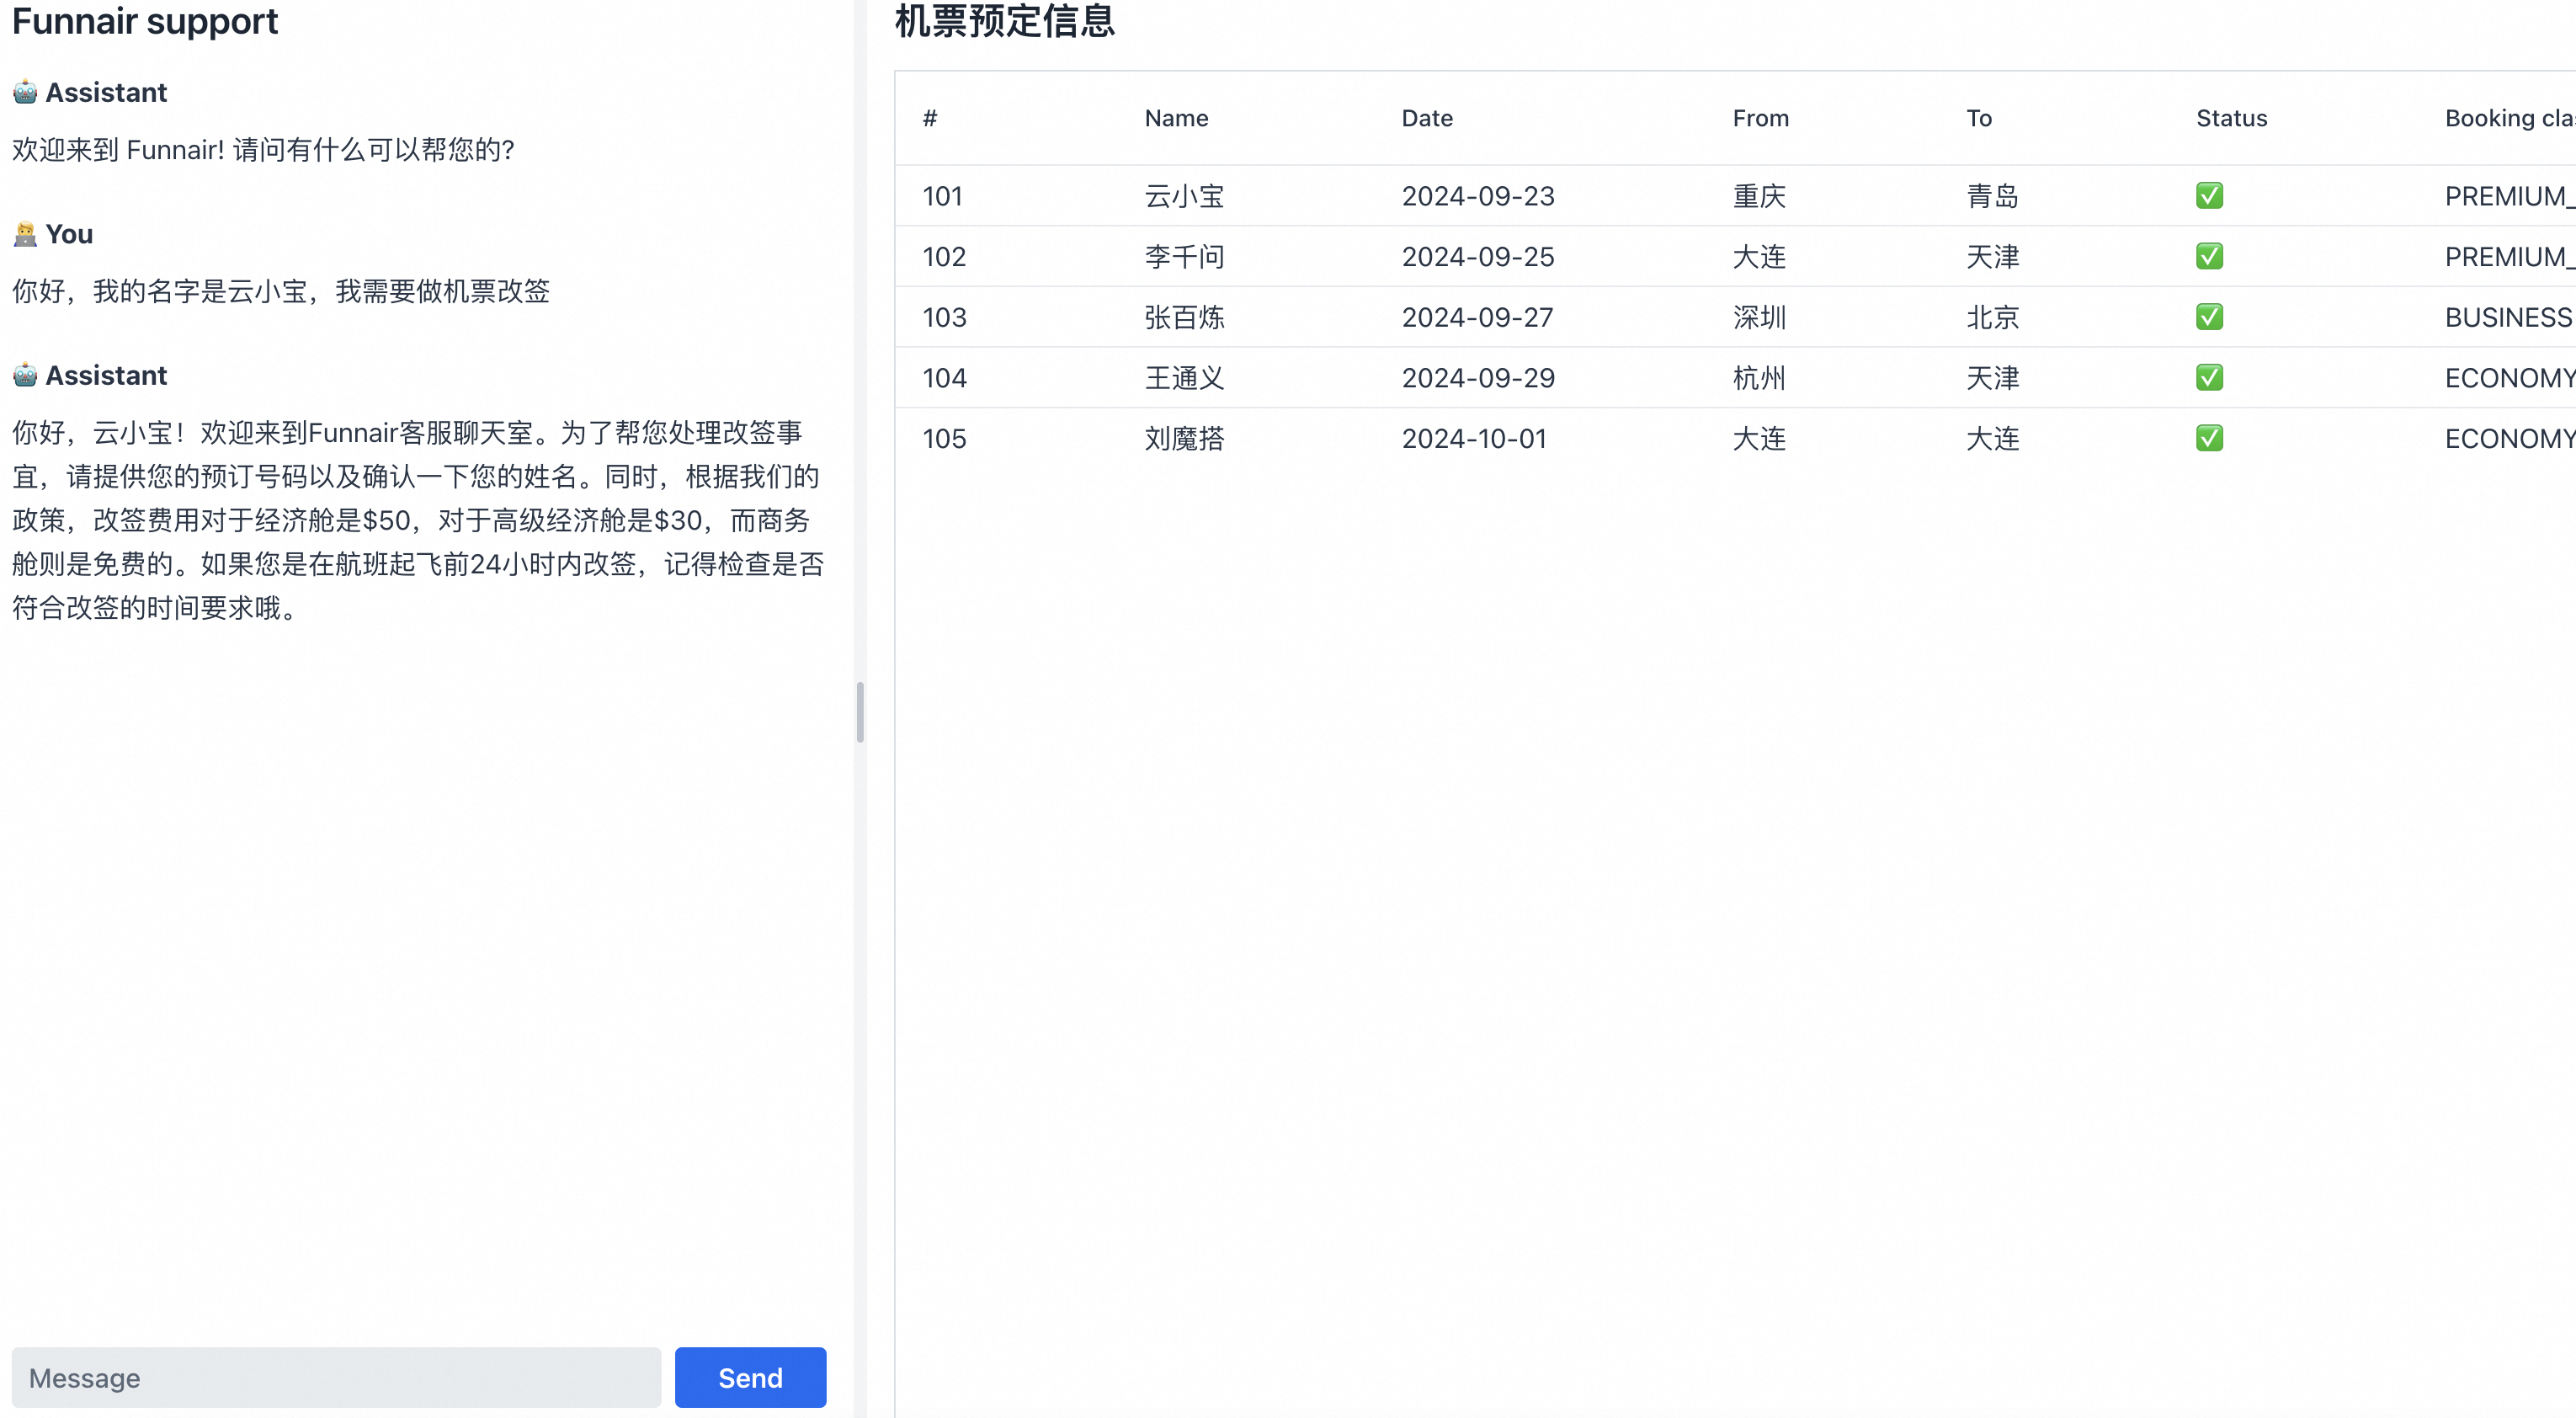 Funnair support
Assistant
欢迎来到 Funnair! 请问有什么可以帮您的?
You
你好，我的名字是云小宝，我需要做机票改签
Assistant
你好，云小宝！欢迎来到Funnair客服聊天室。为了帮您处理改签事
宜，请提供您的预订号码以及确认一下您的姓名。同时，根据我们的
政策，改签费用对于经济舱是$50，对于高级经济舱是$30，而商务
舱则是免费的。如果您是在航班起飞前24小时内改签，记得检查是否
符合改签的时间要求哦。
Message
Send
机票预定信息
# Name Date From To Status Booking cla
101 云小宝 2024-09-23 重庆 青岛 ✅ PREMIUM_
102 李千问 2024-09-25 大连 天津 ✅ PREMIUM_
103 张百炼 2024-09-27 深圳 北京 ✅ BUSINESS
104 王通义 2024-09-29 杭州 天津 ✅ ECONOMY
105 刘魔搭 2024-10-01 大连 大连 ✅ ECONOMY